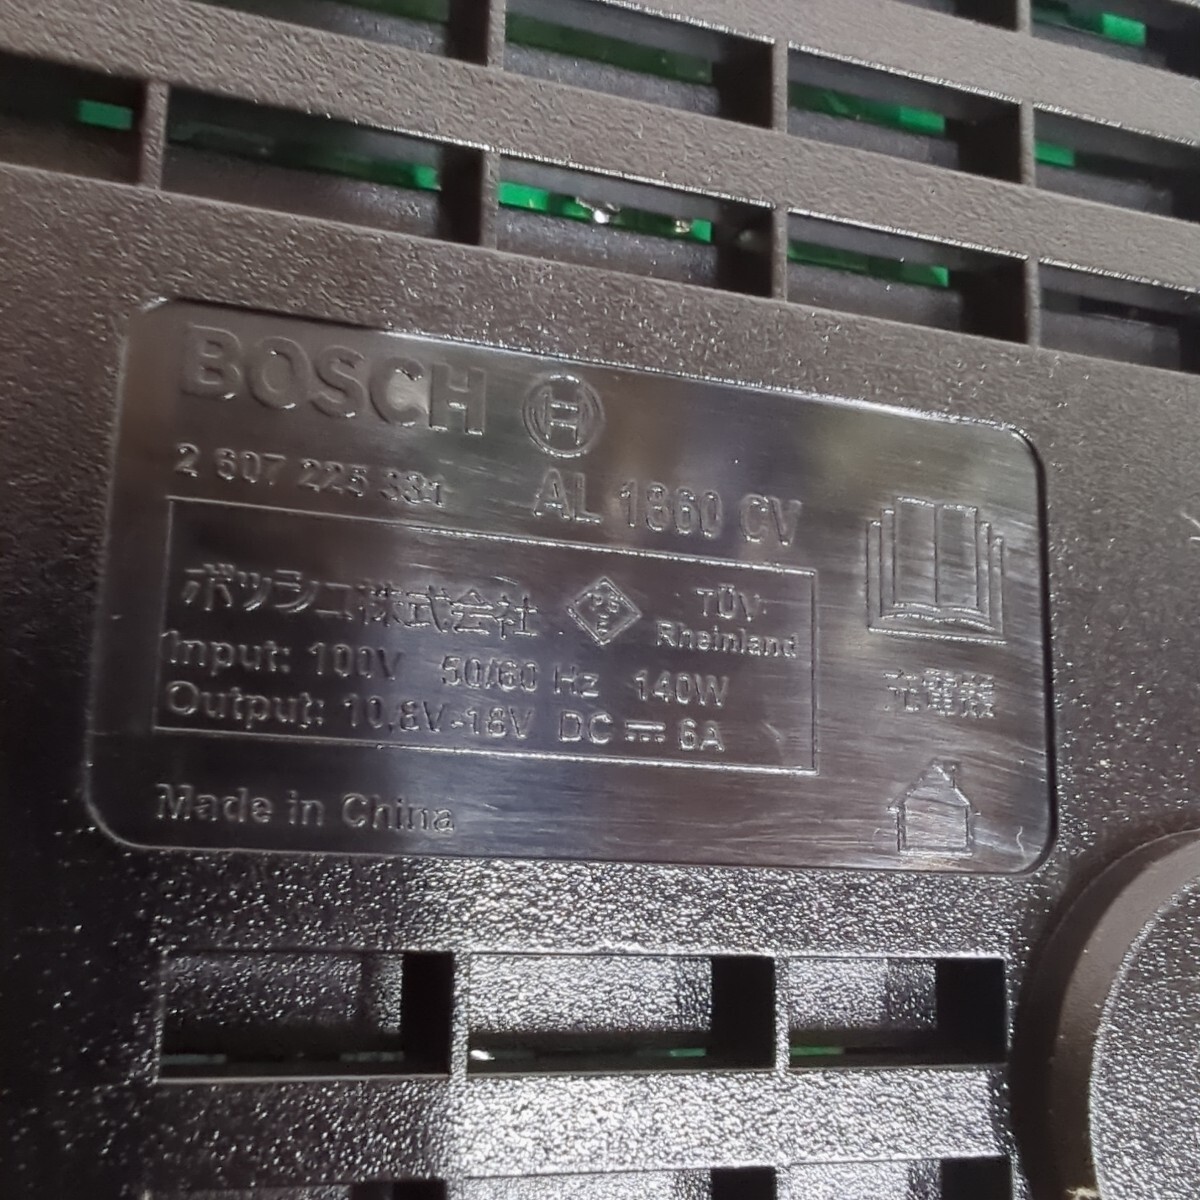 BOSCH
2 607 225 331 AL 1860 CV
ボッシュ株式会社 PSE TÜV Rheinland
Input: 100V 50/60 Hz 140W
Output: 10,8V-18V DC ⎓ 6A
充電器
Made in China